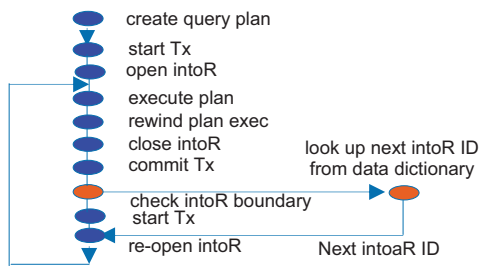 create query plan
start Tx
open intoR
execute plan
rewind plan exec
close intoR
commit Tx
look up next intoR ID
from data dictionary
check intoR boundary
start Tx
re-open intoR
Next intoaR ID